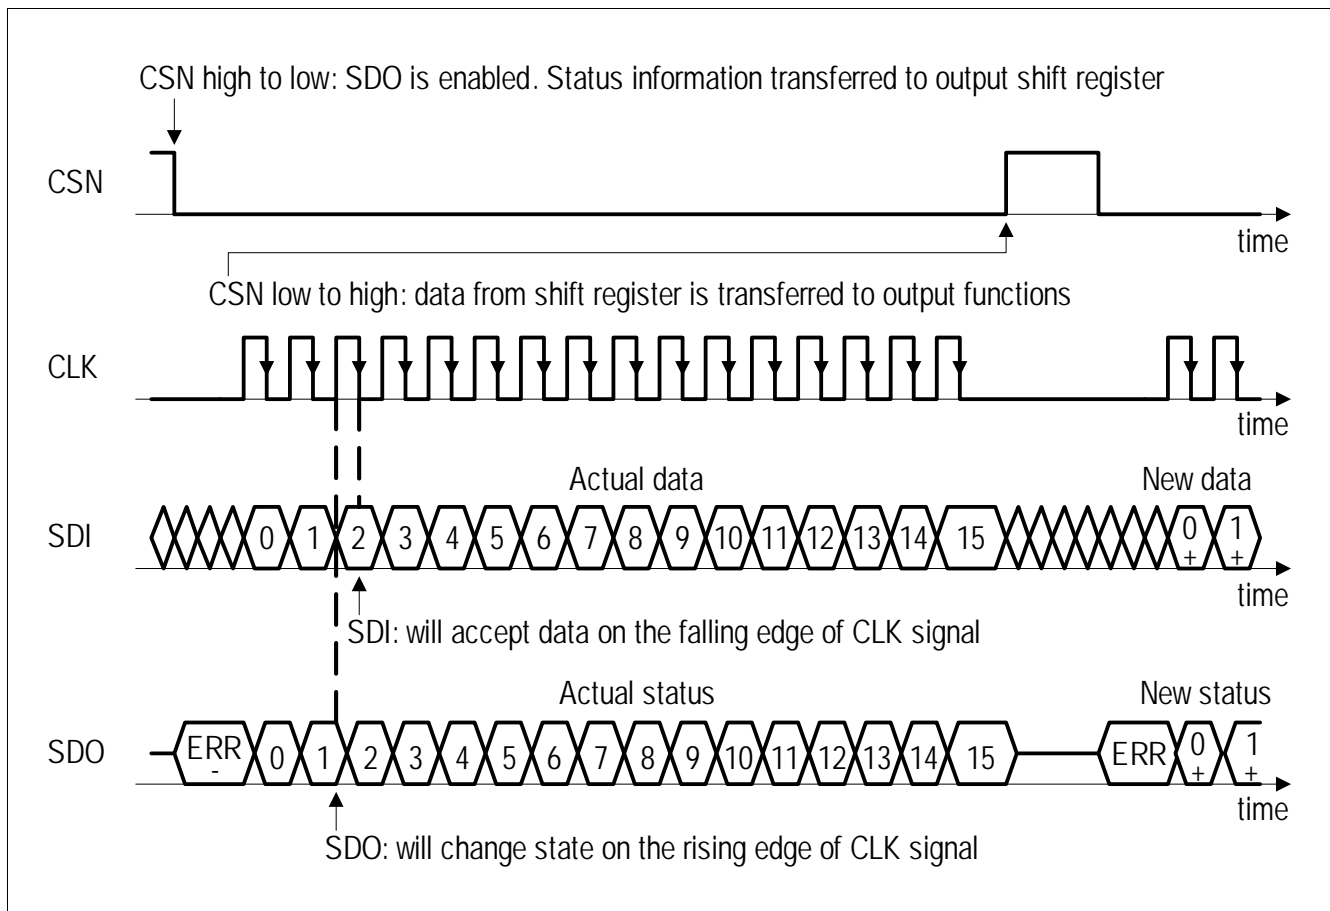 CSN high to low: SDO is enabled. Status information transferred to output shift register
CSN
time
CSN low to high: data from shift register is transferred to output functions
CLK
time
Actual data
New data
SDI
0 1 2 3 4 5 6 7 8 9 10 11 12 13 14 15 0 1
+ +
time
SDI: will accept data on the falling edge of CLK signal
Actual status
New status
SDO
ERR 0 1 2 3 4 5 6 7 8 9 10 11 12 13 14 15 ERR 0 1
- + +
time
SDO: will change state on the rising edge of CLK signal